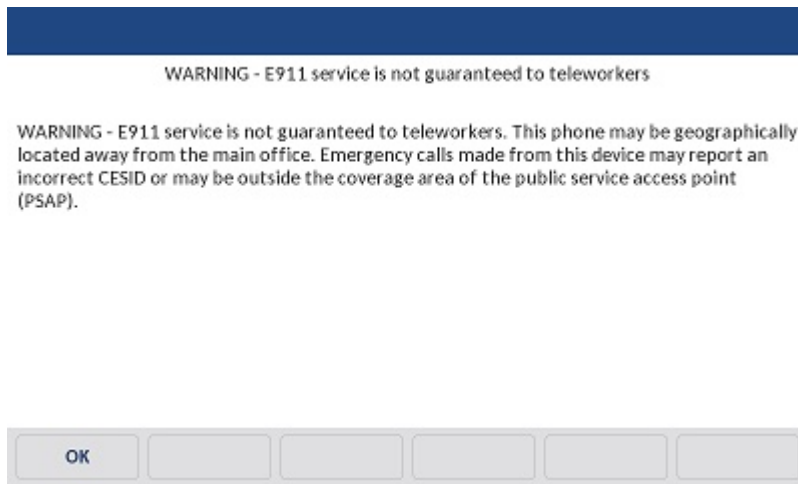 WARNING - E911 service is not guaranteed to teleworkers
WARNING - E911 service is not guaranteed to teleworkers. This phone may be geographically
located away from the main office. Emergency calls made from this device may report an
incorrect CESID or may be outside the coverage area of the public service access point
(PSAP).
OK